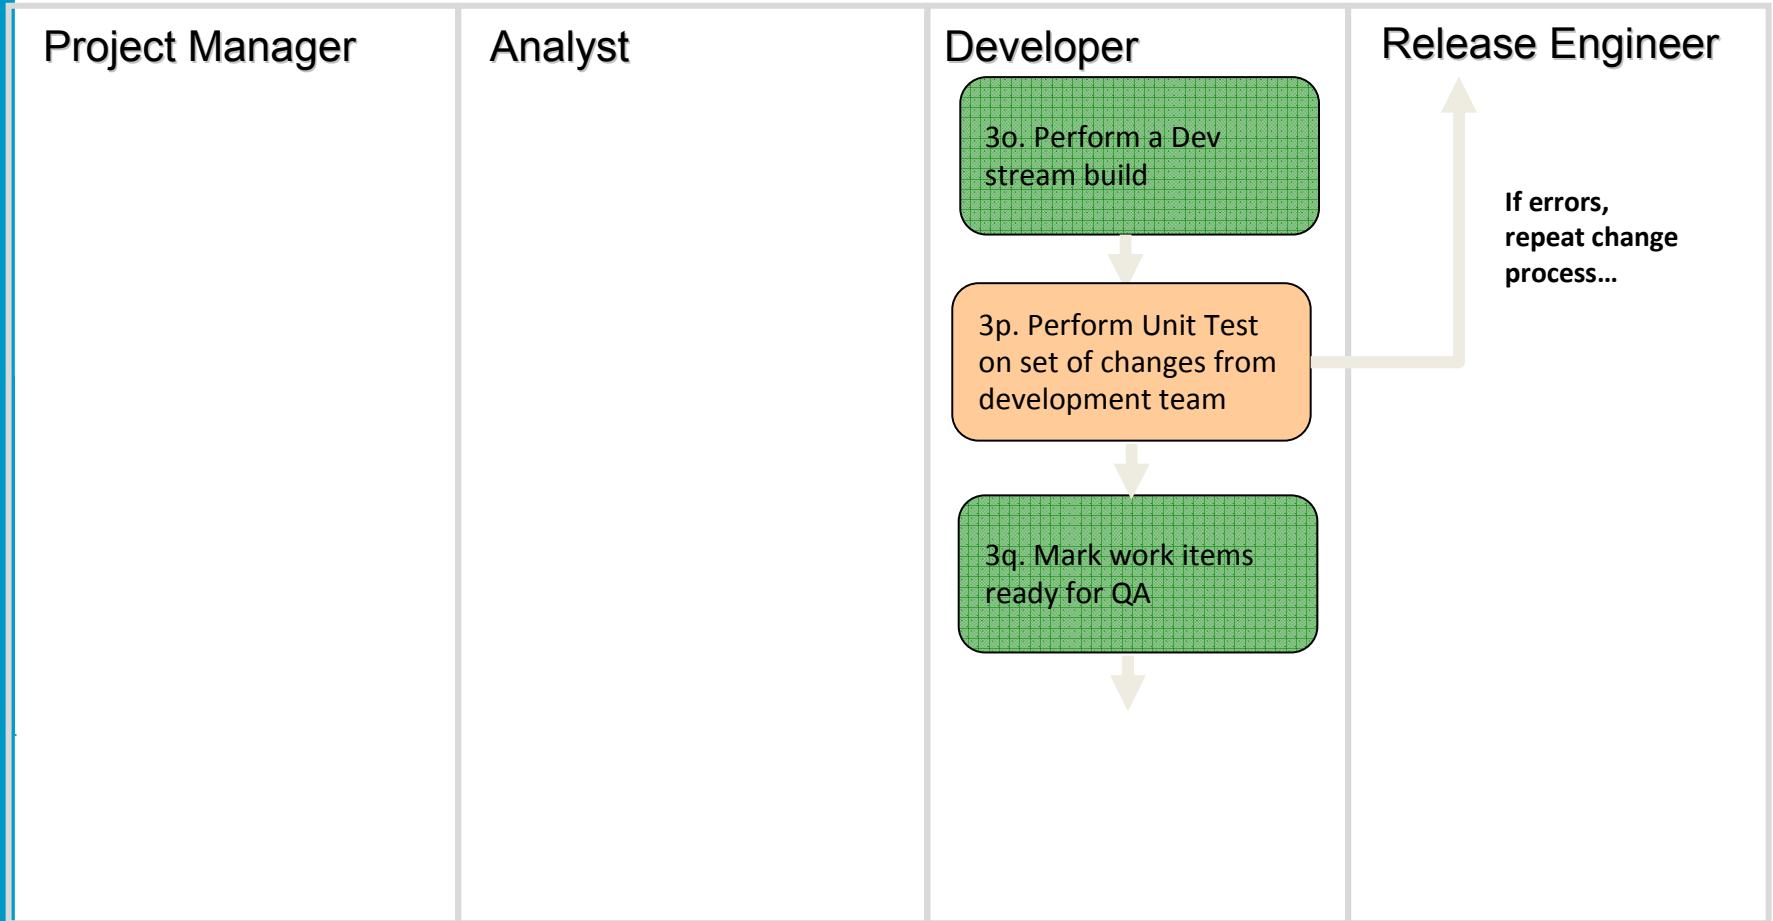 Project Manager
Analyst
Developer
Release Engineer
3o. Perform a Dev
stream build
If errors,
repeat change
process…
3p. Perform Unit Test
on set of changes from
development team
3q. Mark work items
ready for QA